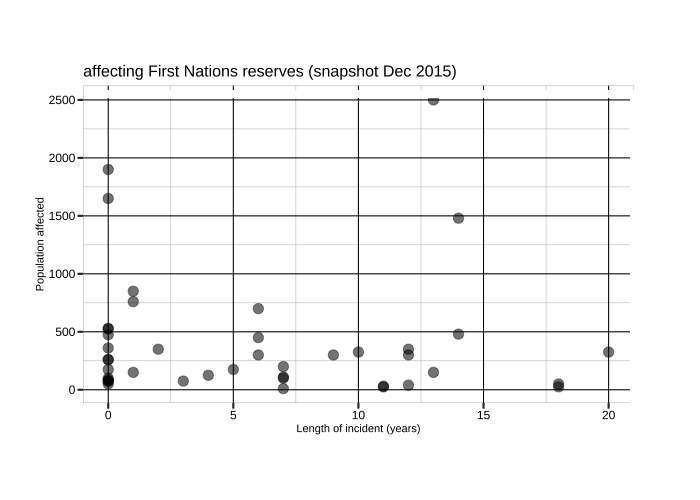 affecting First Nations reserves (snapshot Dec 2015)
2500
2000
1500
1000
500
0
Population affected
0 5 10 15 20
Length of incident (years)